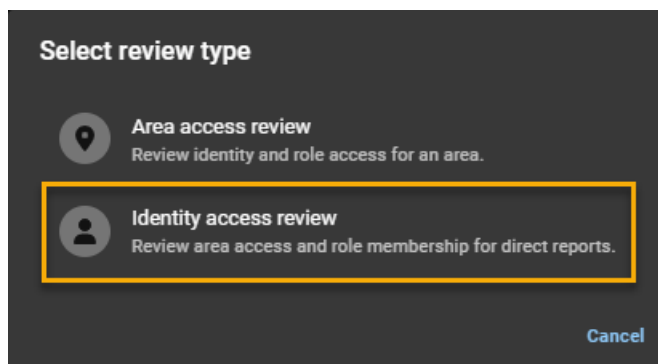 Select review type
Area access review
Review identity and role access for an area.
Identity access review
Review area access and role membership for direct reports.
Cancel